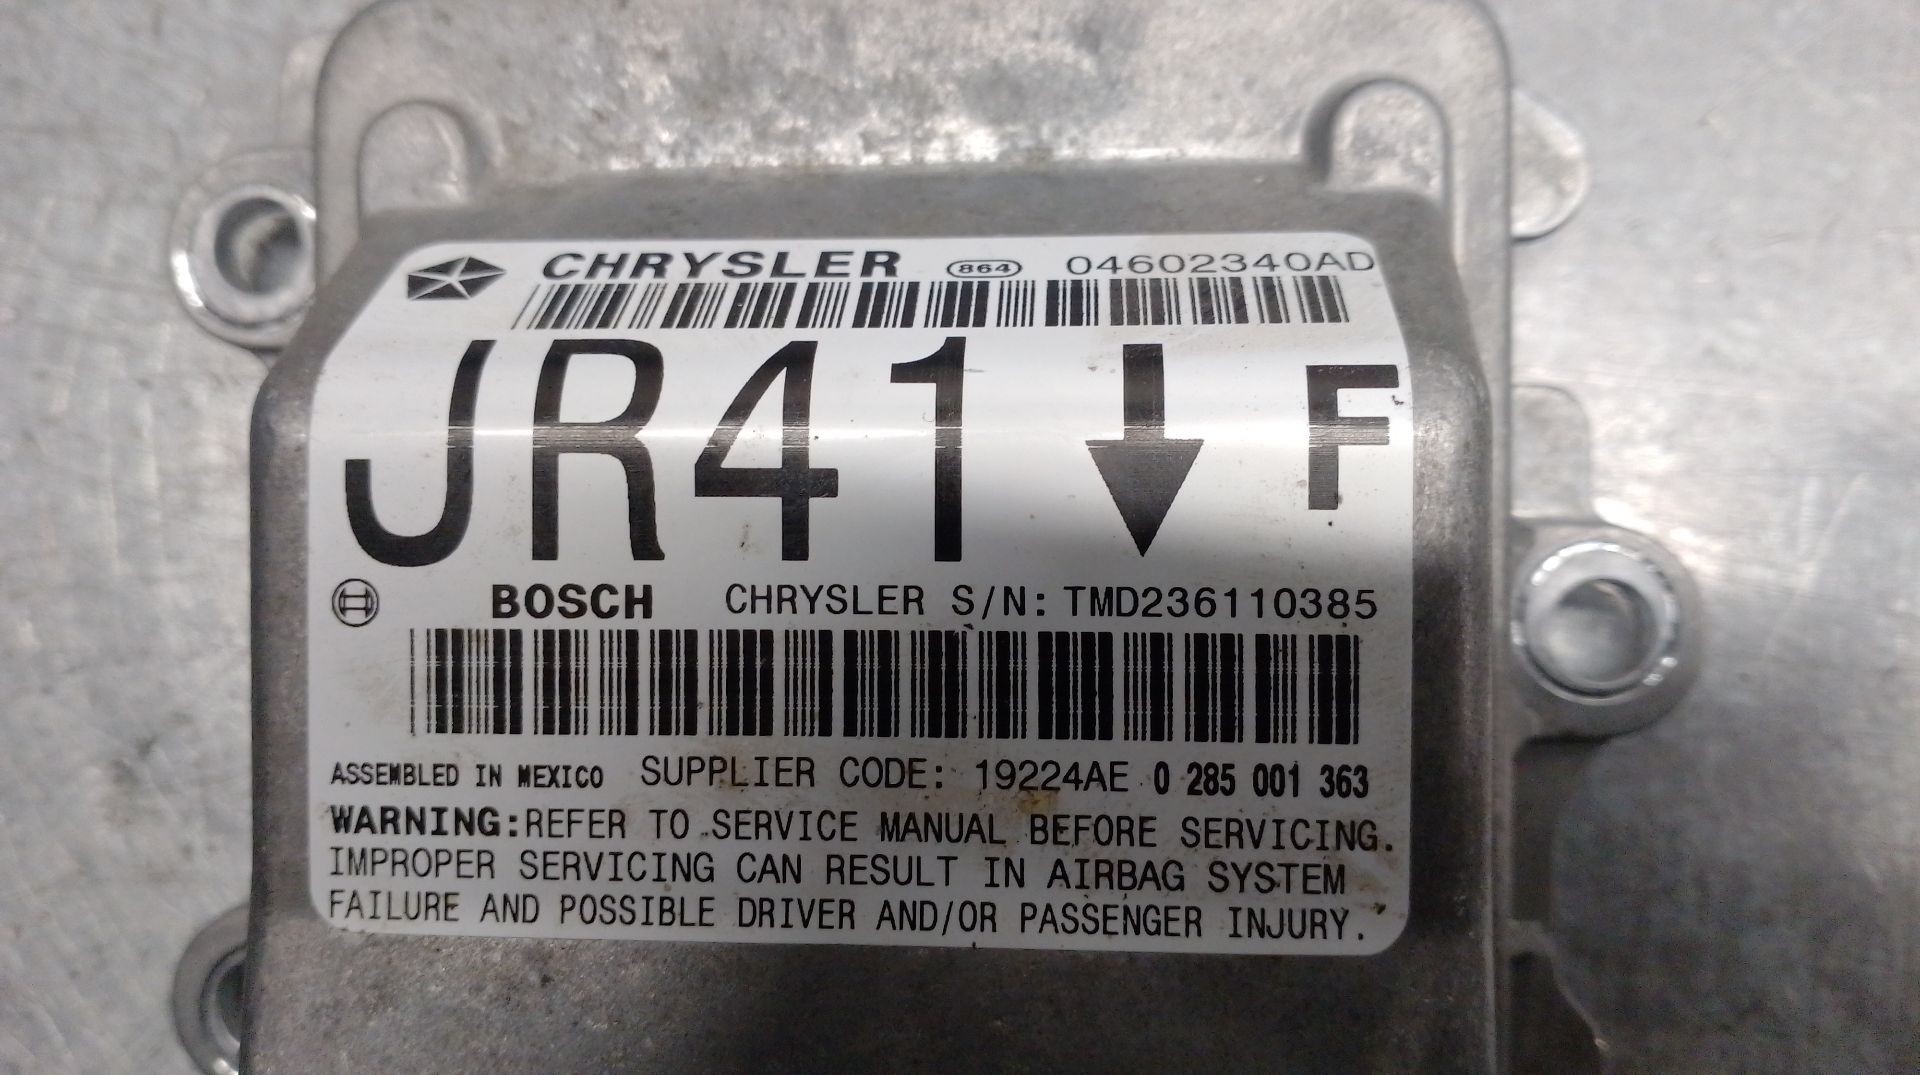 CHRYSLER 864 04602340AD
JR41 F
BOSCH CHRYSLER S/N: TMD236110385
ASSEMBLED IN MEXICO SUPPLIER CODE: 19224AE 0 285 001 363
WARNING:REFER TO SERVICE MANUAL BEFORE SERVICING.
IMPROPER SERVICING CAN RESULT IN AIRBAG SYSTEM
FAILURE AND POSSIBLE DRIVER AND/OR PASSENGER INJURY.